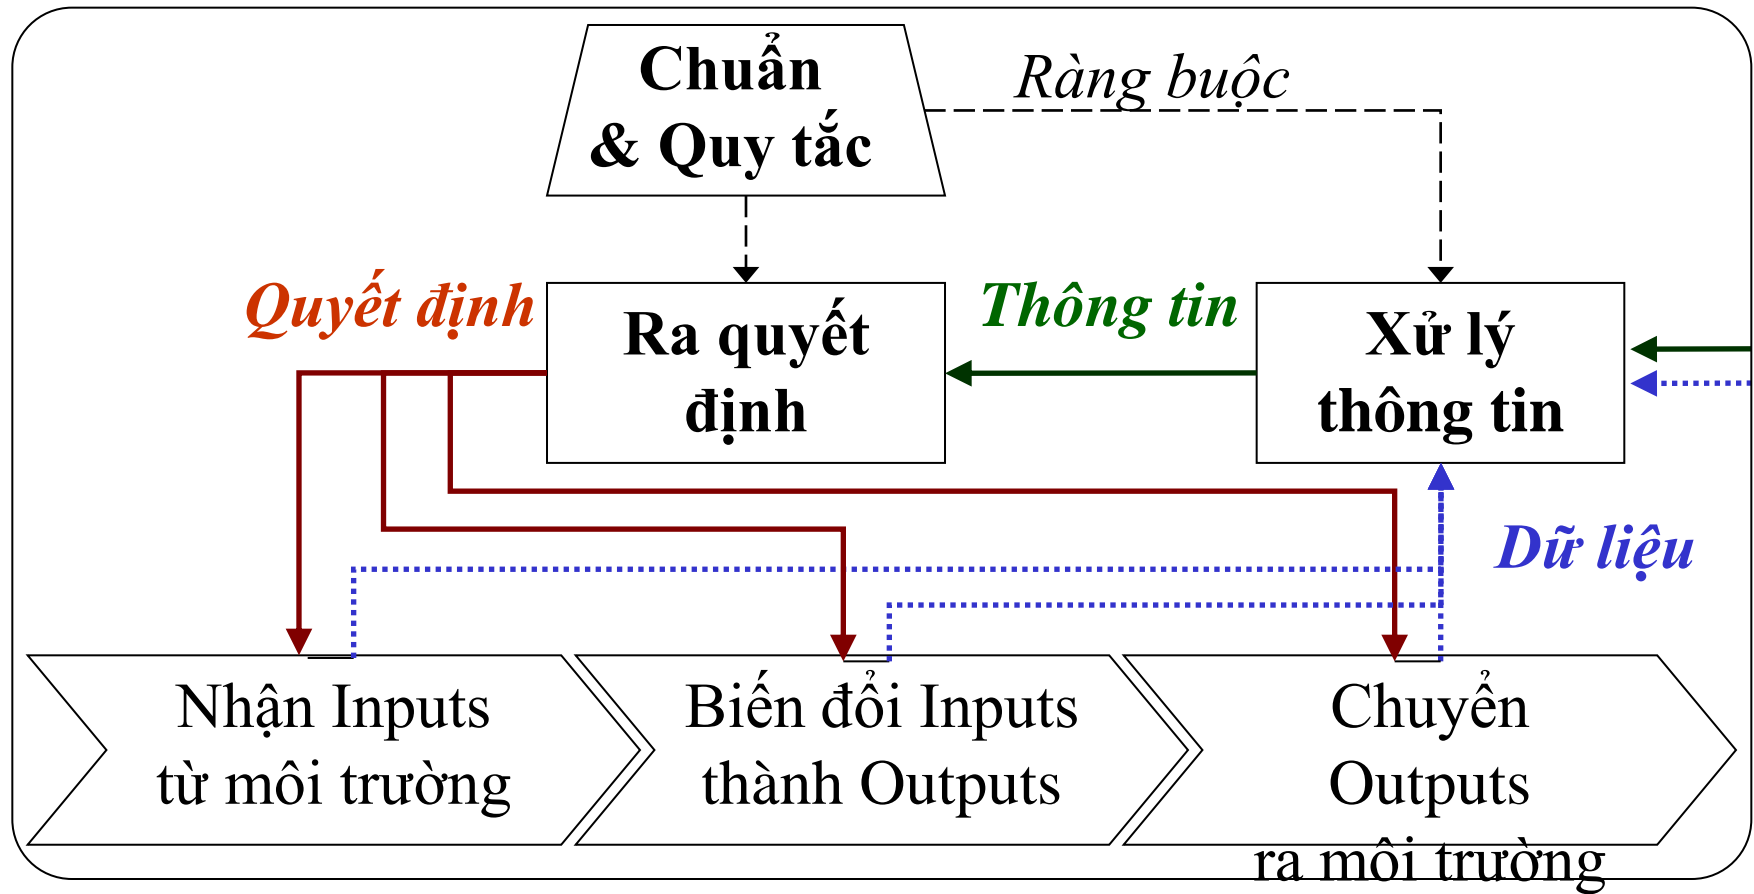 Chuẩn
& Quy tắc
Ràng buộc
Quyết định
Ra quyết
định
Thông tin
Xử lý
thông tin
Dữ liệu
Nhận Inputs
từ môi trường
Biến đổi Inputs
thành Outputs
Chuyển
Outputs
ra môi trường